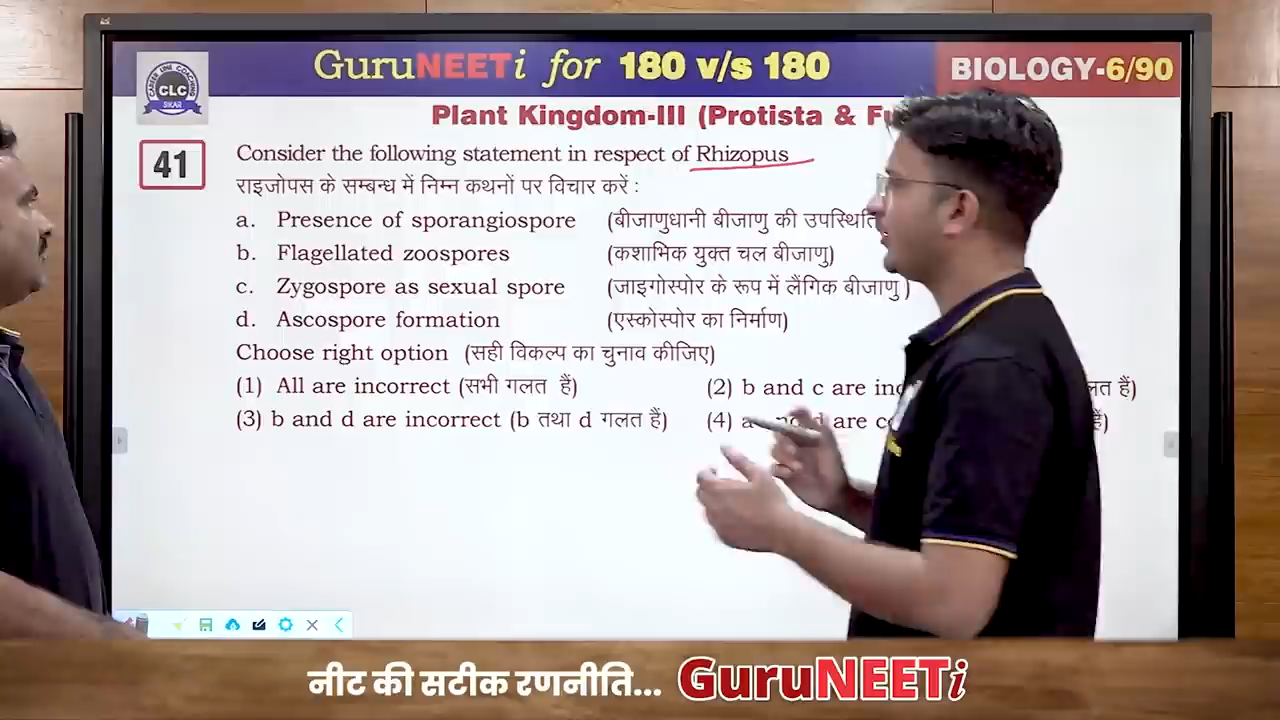 GuruNEETi for 180 v/s 180
BIOLOGY-6/90
CAREER LINE COACHING
CLC
SIKAR
Plant Kingdom-III (Protista &
41
Consider the following statement in respect of Rhizopus
राइजोपस के सम्बन्ध में निम्न कथनों पर विचार करें :
a. Presence of sporangiospore (बीजाणुधानी बीजाणु की उपस्थिति
b. Flagellated zoospores (कशाभिक युक्त चल बीजाणु)
c. Zygospore as sexual spore (जाइगोस्पोर के रूप में लैंगिक बीजाणु)
d. Ascospore formation (एस्कोस्पोर का निर्माण)
Choose right option (सही विकल्प का चुनाव कीजिए)
(1) All are incorrect (सभी गलत हैं) (2) b and c are हैं)
(3) b and d are incorrect (b तथा d गलत हैं) (4) are हैं)
नीट की सटीक रणनीति... GuruNEETi